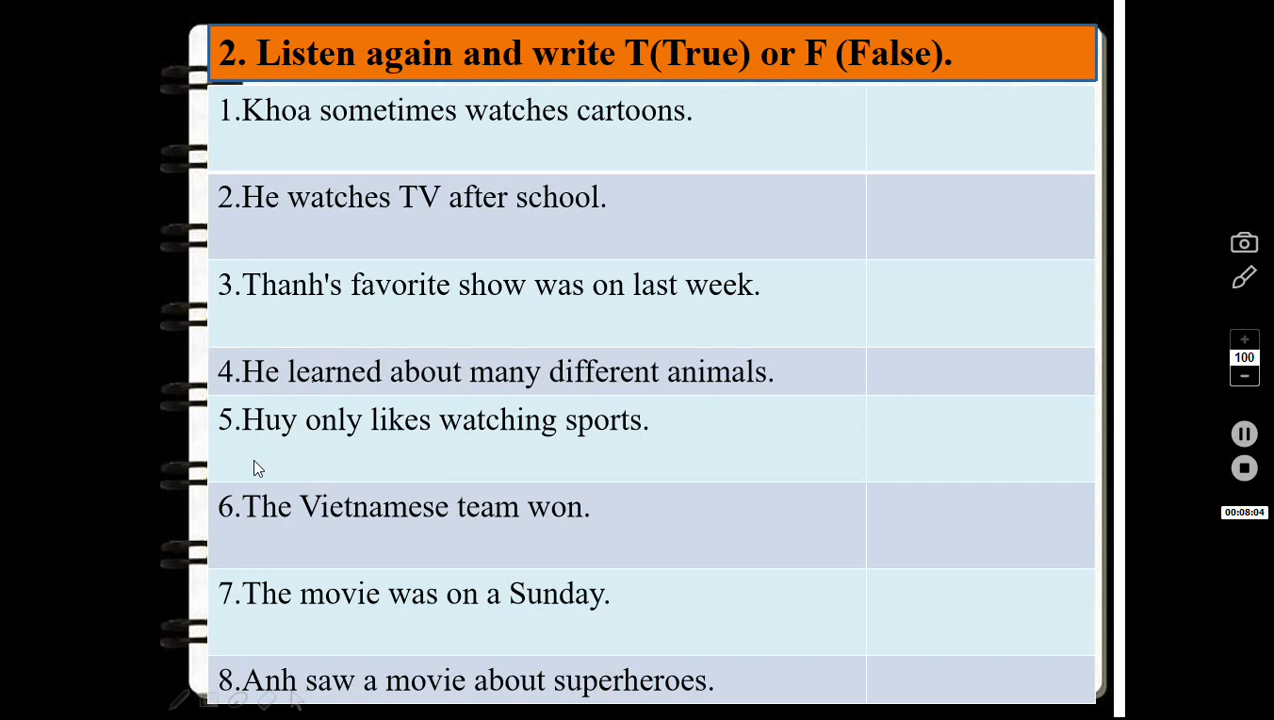 2. Listen again and write T(True) or F (False).
1.Khoa sometimes watches cartoons.
2.He watches TV after school.
3.Thanh's favorite show was on last week.
4.He learned about many different animals.
5.Huy only likes watching sports.
6.The Vietnamese team won.
7.The movie was on a Sunday.
8.Anh saw a movie about superheroes.
100
00:08:04